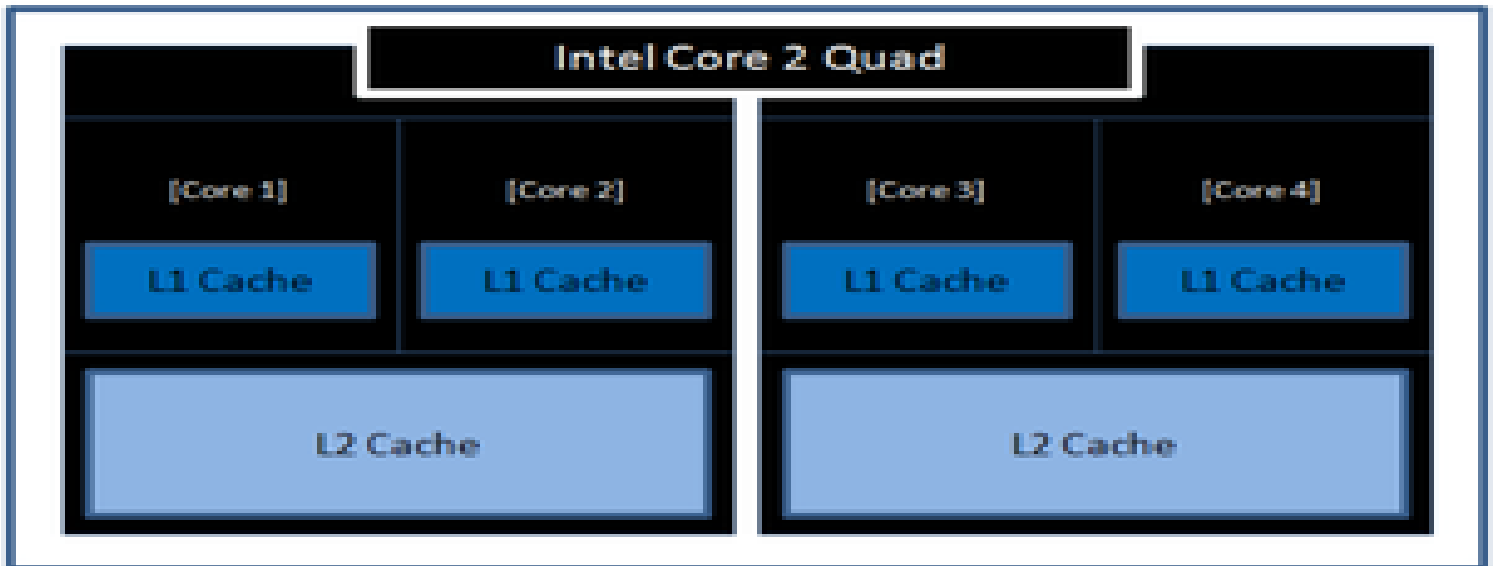 Intel Core 2 Quad
[Core 1] [Core 2] [Core 3] [Core 4]
L1 Cache L1 Cache L1 Cache L1 Cache
L2 Cache L2 Cache